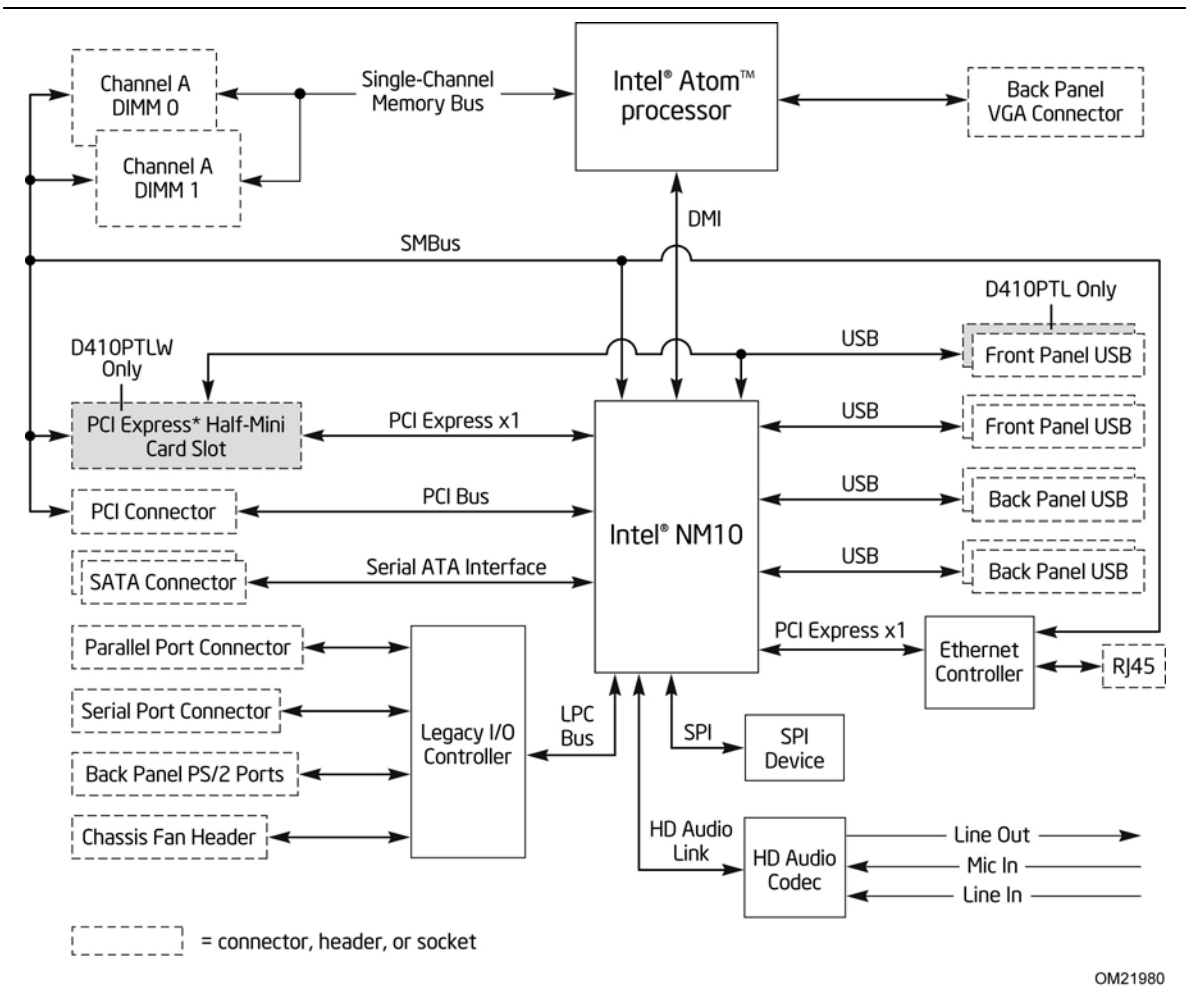 Channel A
DIMM 0
Single-Channel
Memory Bus
Intel® Atom™
processor
Back Panel
VGA Connector
Channel A
DIMM 1
DMI
SMBus
D410PTL Only
D410PTLW
Only
USB
Front Panel USB
PCI Express* Half-Mini
Card Slot
PCI Express x1
USB
Front Panel USB
PCI Connector
PCI Bus
Intel® NM10
USB
Back Panel USB
SATA Connector
Serial ATA Interface
USB
Back Panel USB
Parallel Port Connector
PCI Express x1
Ethernet
Controller
RJ45
Serial Port Connector
Legacy I/O
Controller
LPC
Bus
SPI
SPI
Device
Back Panel PS/2 Ports
Chassis Fan Header
HD Audio
Link
HD Audio
Codec
Line Out
Mic In
Line In
= connector, header, or socket
OM21980